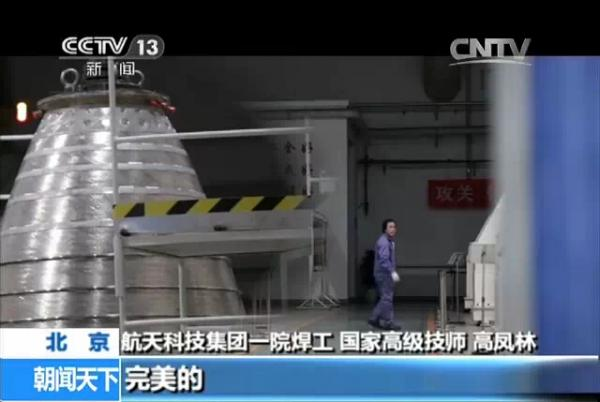 CCTV 13
新闻
CNTV
攻关
北京 航天科技集团一院焊工 国家高级技师 高凤林
朝闻天下 完美的